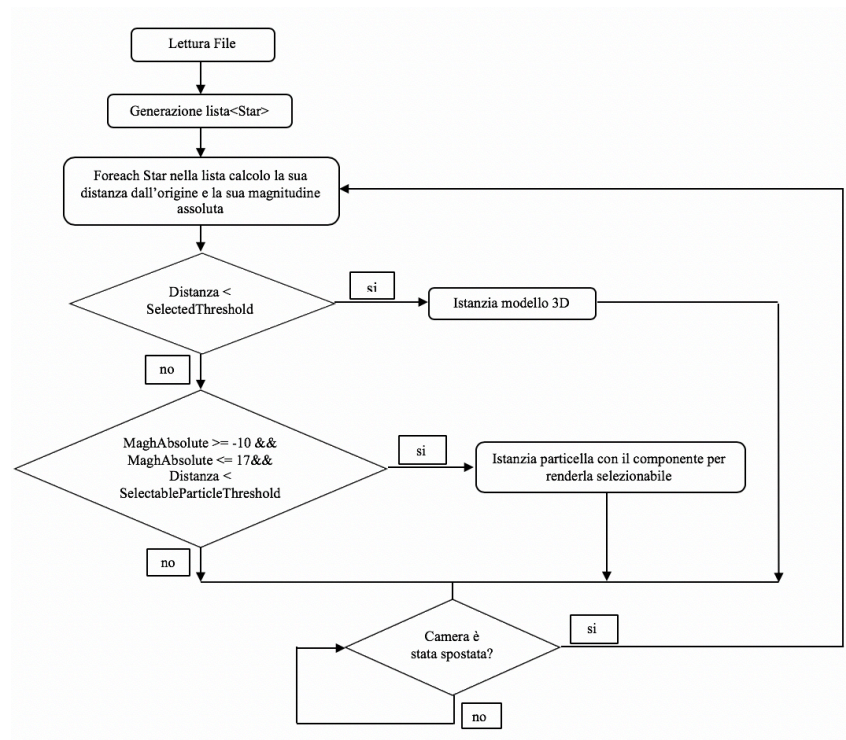 Lettura File
Generazione lista<Star>
Foreach Star nella lista calcolo la sua
distanza dall'origine e la sua magnitudine
assoluta
Distanza <
SelectedThreshold
si
Istanzia modello 3D
no
MaghAbsolute >= -10 &&
MaghAbsolute <= 17&&
Distanza <
SelectableParticleThreshold
si
Istanzia particella con il componente per
renderla selezionabile
no
Camera è
stata spostata?
si
no